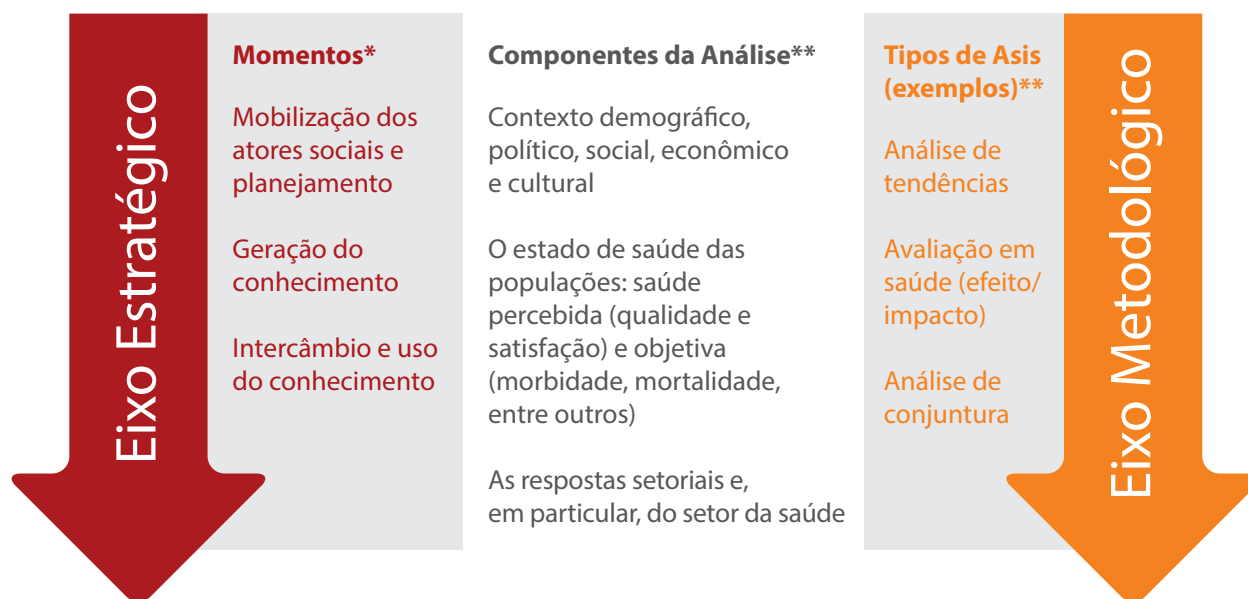 Eixo Estratégico
Momentos*
Mobilização dos
atores sociais e
planejamento
Geração do
conhecimento
Intercâmbio e uso
do conhecimento
Componentes da Análise**
Contexto demográfico,
político, social, econômico
e cultural
O estado de saúde das
populações: saúde
percebida (qualidade e
satisfação) e objetiva
(morbidade, mortalidade,
entre outros)
As respostas setoriais e,
em particular, do setor da saúde
Tipos de Asis
(exemplos)**
Análise de
tendências
Avaliação em
saúde (efeito/
impacto)
Análise de
conjuntura
Eixo Metodológico